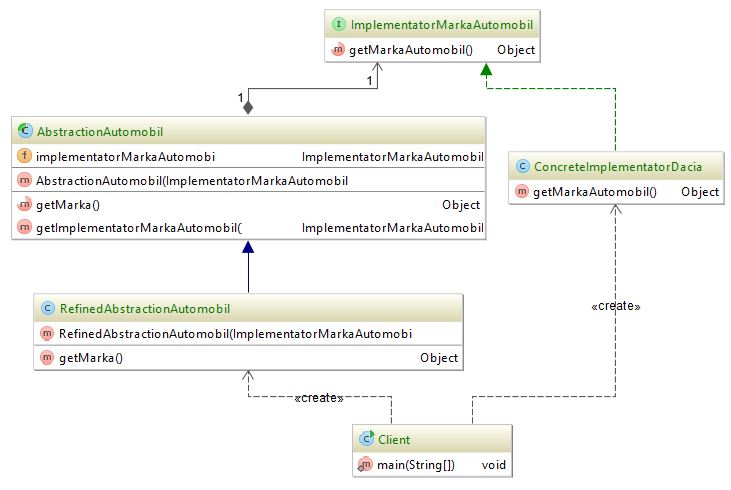 ImplementatorMarkaAutomobil
getMarkaAutomobil() Object
1
1
AbstractionAutomobil
implementatorMarkaAutomobi ImplementatorMarkaAutomobil
AbstractionAutomobil(ImplementatorMarkaAutomobil
getMarka() Object
getImplementatorMarkaAutomobil( ImplementatorMarkaAutomobil
ConcreteImplementatorDacia
getMarkaAutomobil() Object
«create»
RefinedAbstractionAutomobil
RefinedAbstractionAutomobil(ImplementatorMarkaAutomobi
getMarka() Object
«create»
Client
main(String[]) void